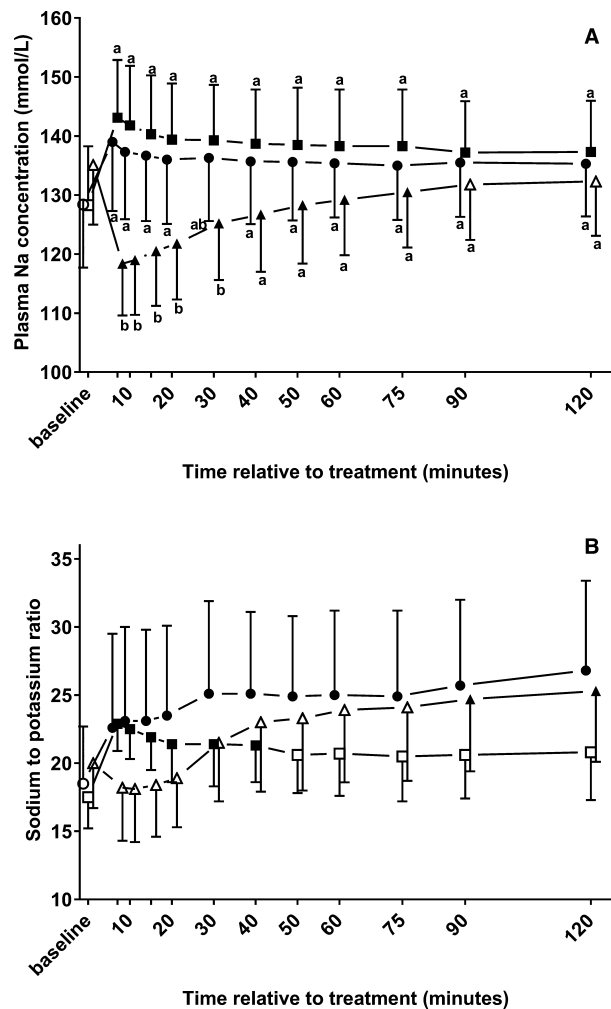 A
Plasma Na concentration (mmol/L)
160
150
140
130
120
110
100
a a a a a a a a a a a
a a a a ab a a a a a a
b b b b b a a a a a a
baseline 10 20 30 40 50 60 75 90 120
Time relative to treatment (minutes)
B
Sodium to potassium ratio
35
30
25
20
15
10
baseline 10 20 30 40 50 60 75 90 120
Time relative to treatment (minutes)